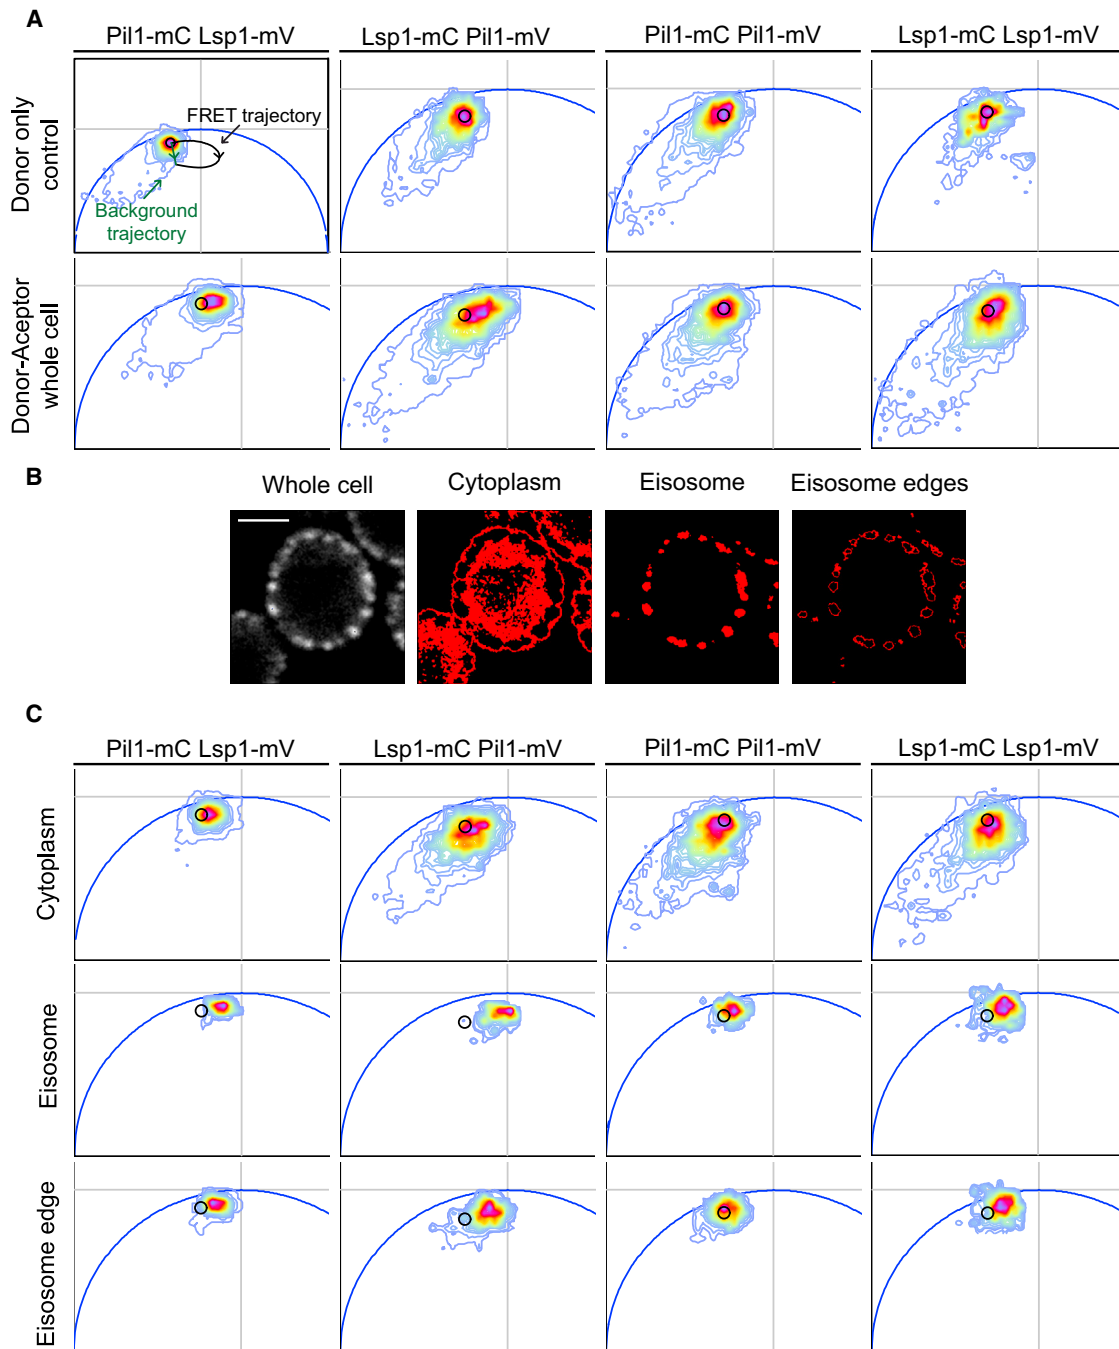 A
Pil1-mC Lsp1-mV
Lsp1-mC Pil1-mV
Pil1-mC Pil1-mV
Lsp1-mC Lsp1-mV
Donor only
control
FRET trajectory
Background
trajectory
Donor-Aceptor
whole cell
B
Whole cell
Cytoplasm
Eisosome
Eisosome edges
C
Pil1-mC Lsp1-mV
Lsp1-mC Pil1-mV
Pil1-mC Pil1-mV
Lsp1-mC Lsp1-mV
Cytoplasm
Eisosome
Eisosome edge